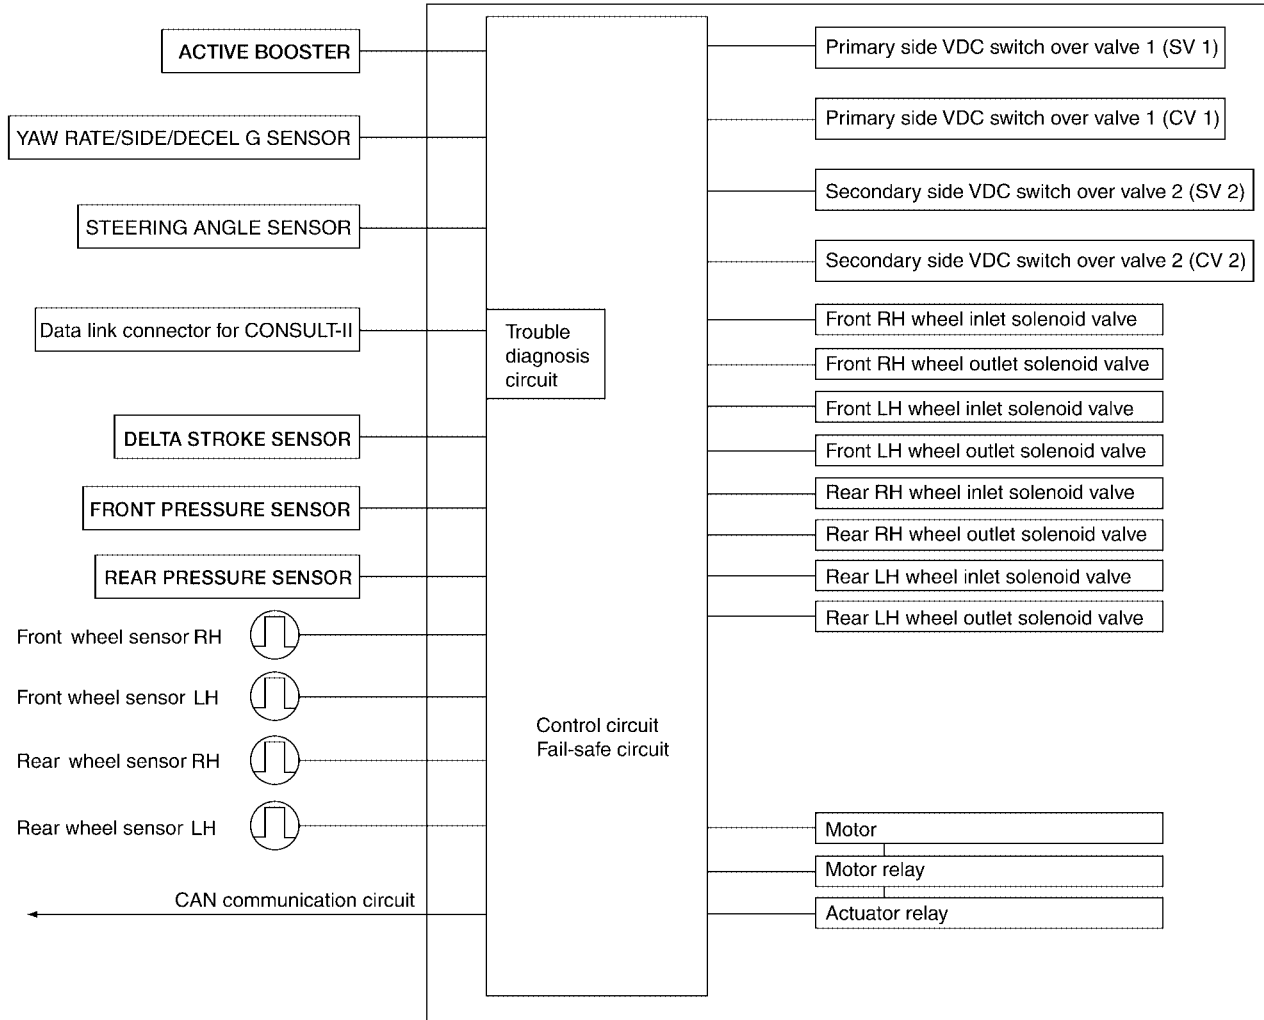 ACTIVE BOOSTER
YAW RATE/SIDE/DECEL G SENSOR
STEERING ANGLE SENSOR
Data link connector for CONSULT-II
DELTA STROKE SENSOR
FRONT PRESSURE SENSOR
REAR PRESSURE SENSOR
Front wheel sensor RH
Front wheel sensor LH
Rear wheel sensor RH
Rear wheel sensor LH
CAN communication circuit
Trouble
diagnosis
circuit
Control circuit
Fail-safe circuit
Primary side VDC switch over valve 1 (SV 1)
Primary side VDC switch over valve 1 (CV 1)
Secondary side VDC switch over valve 2 (SV 2)
Secondary side VDC switch over valve 2 (CV 2)
Front RH wheel inlet solenoid valve
Front RH wheel outlet solenoid valve
Front LH wheel inlet solenoid valve
Front LH wheel outlet solenoid valve
Rear RH wheel inlet solenoid valve
Rear RH wheel outlet solenoid valve
Rear LH wheel inlet solenoid valve
Rear LH wheel outlet solenoid valve
Motor
Motor relay
Actuator relay